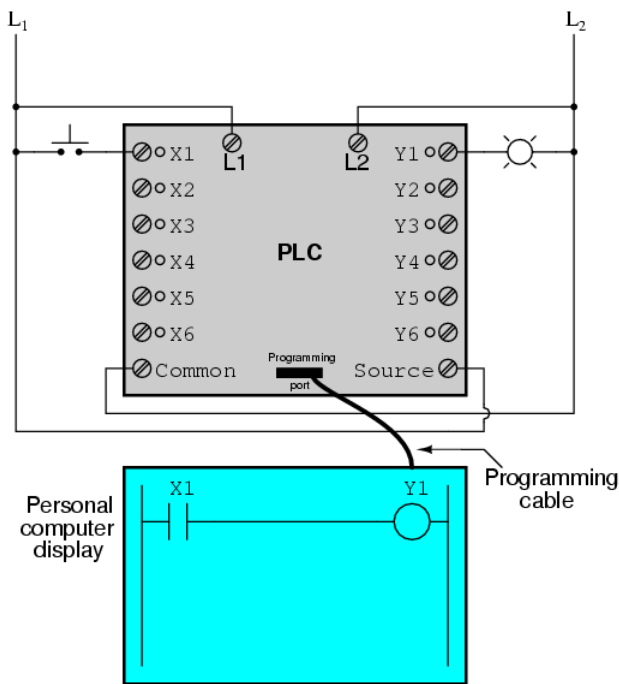 L1
L2
X1
L1
L2
Y1
X2
Y2
X3
Y3
PLC
X4
Y4
X5
Y5
X6
Y6
Common
Programming
port
Source
Programming
cable
Personal
computer
display
X1
Y1